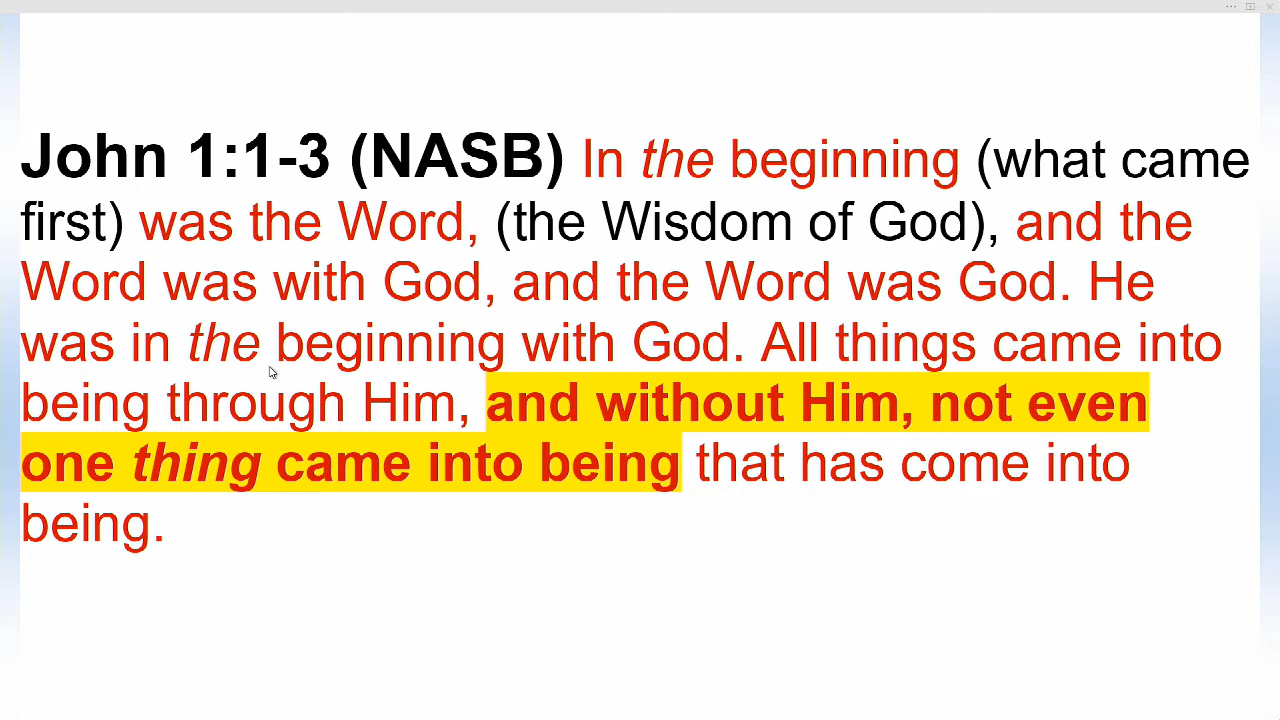 John 1:1-3 (NASB) In the beginning (what came
first) was the Word, (the Wisdom of God), and the
Word was with God, and the Word was God. He
was in the beginning with God. All things came into
being through Him, and without Him, not even
one thing came into being that has come into
being.